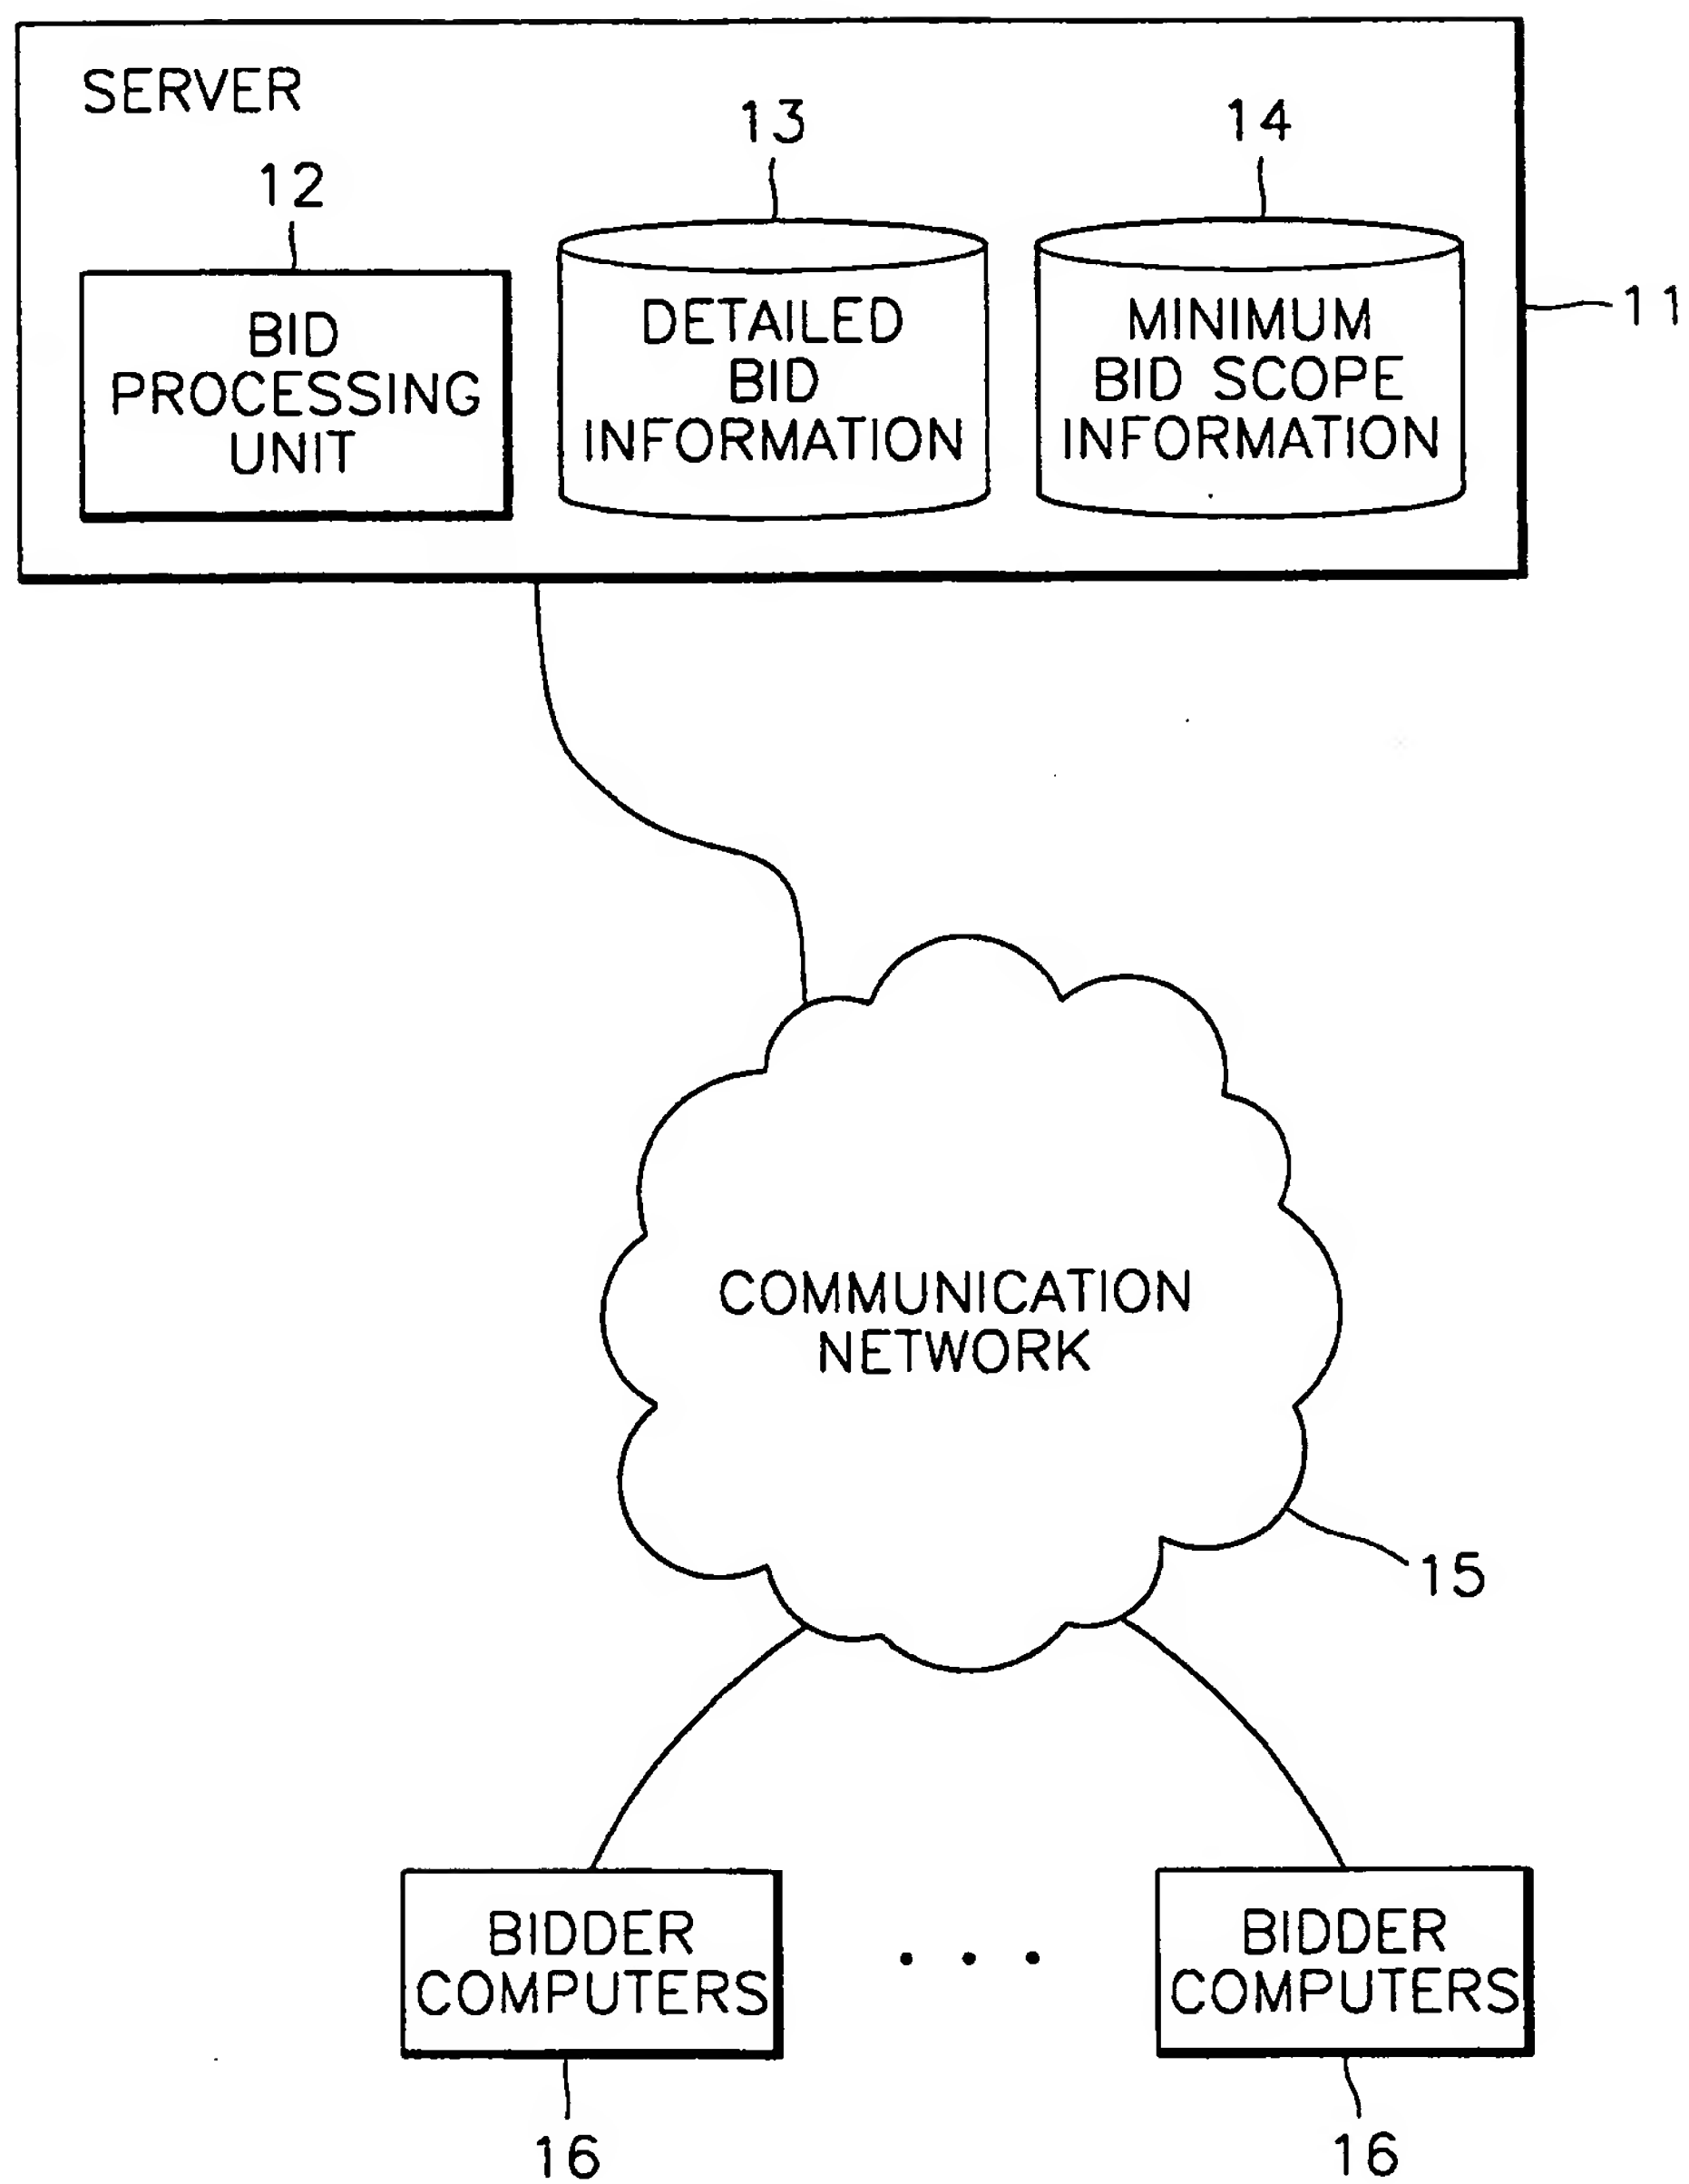 SERVER
12
13
14
BID
PROCESSING
UNIT
DETAILED
BID
INFORMATION
MINIMUM
BID SCOPE
INFORMATION
11
COMMUNICATION
NETWORK
15
BIDDER
COMPUTERS
BIDDER
COMPUTERS
16
16